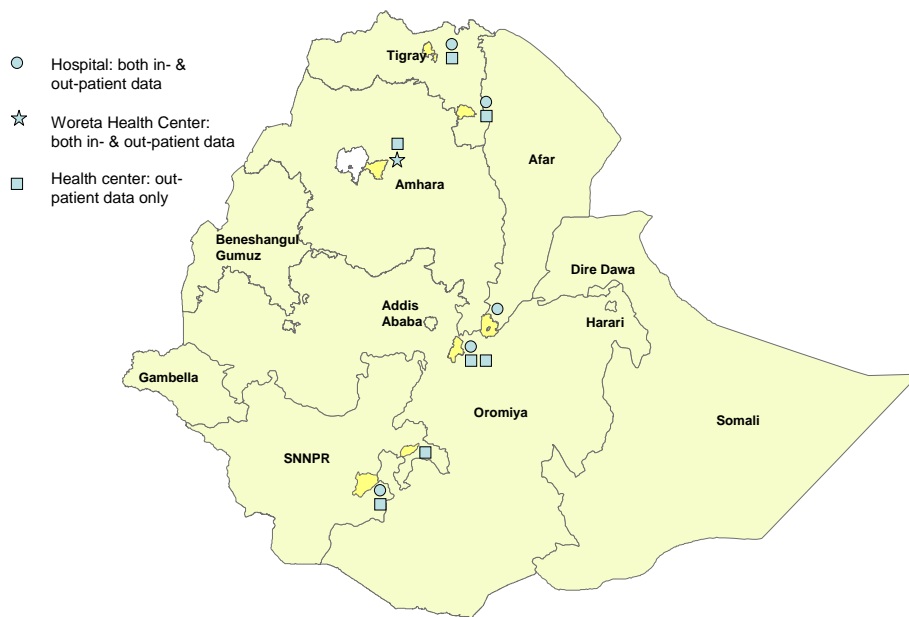 Hospital: both in- &
out-patient data
Woreta Health Center:
both in- & out-patient data
Health center: out-
patient data only
Tigray
Afar
Amhara
Beneshangul
Gumuz
Dire Dawa
Addis
Ababa
Harari
Gambella
Oromiya
Somali
SNNPR